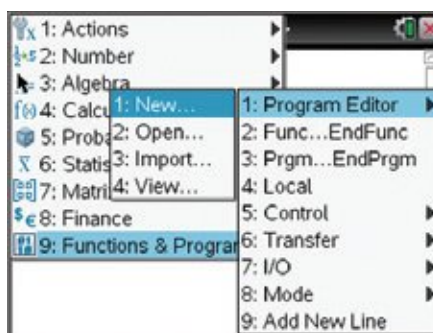 1: Actions
2: Number
3: Algebra
4: Calcu
5: Proba
6: Statis
7: Matri
8: Finance
9: Functions & Progra
1: New...
2: Open...
3: Import...
4: View...
1: Program Editor
2: Func...EndFunc
3: Prgm...EndPrgm
4: Local
5: Control
6: Transfer
7: I/O
8: Mode
9: Add New Line